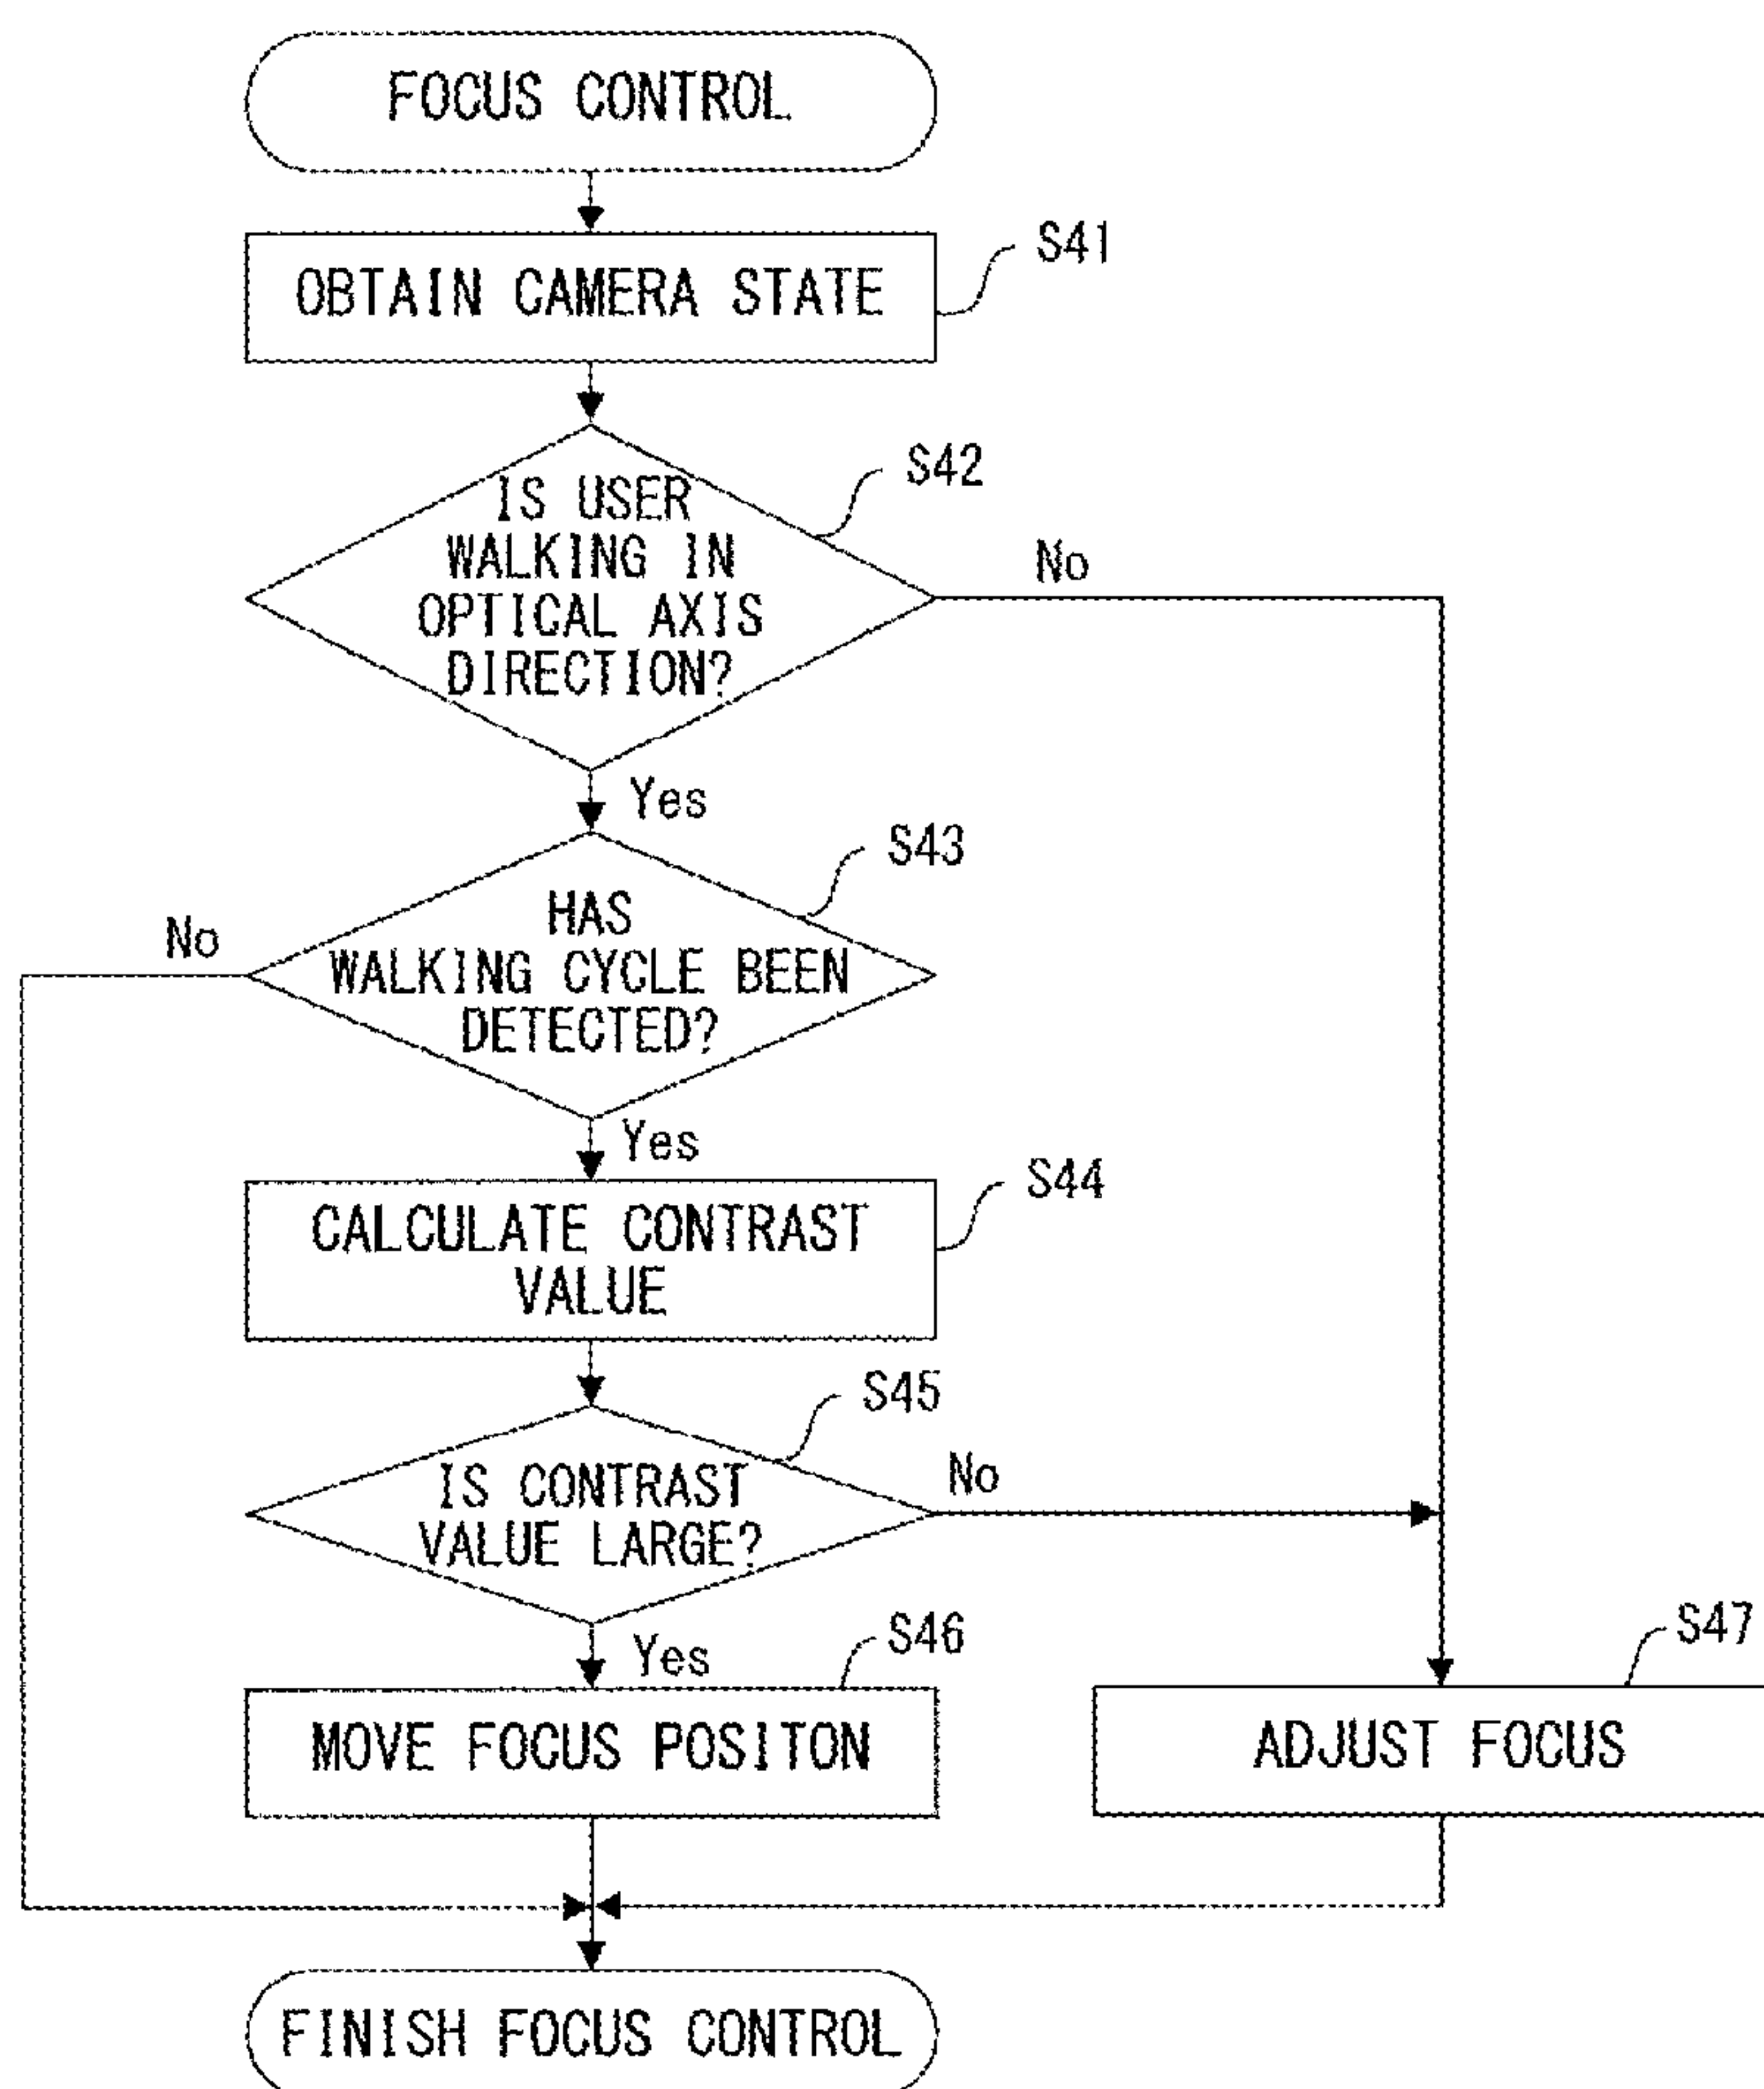 FOCUS CONTROL
S41
OBTAIN CAMERA STATE
S42
IS USER
WALKING IN
OPTICAL AXIS
DIRECTION?
No
Yes
S43
HAS
WALKING CYCLE BEEN
DETECTED?
No
Yes
S44
CALCULATE CONTRAST
VALUE
S45
IS CONTRAST
VALUE LARGE?
No
Yes
S46
MOVE FOCUS POSITON
S47
ADJUST FOCUS
FINISH FOCUS CONTROL